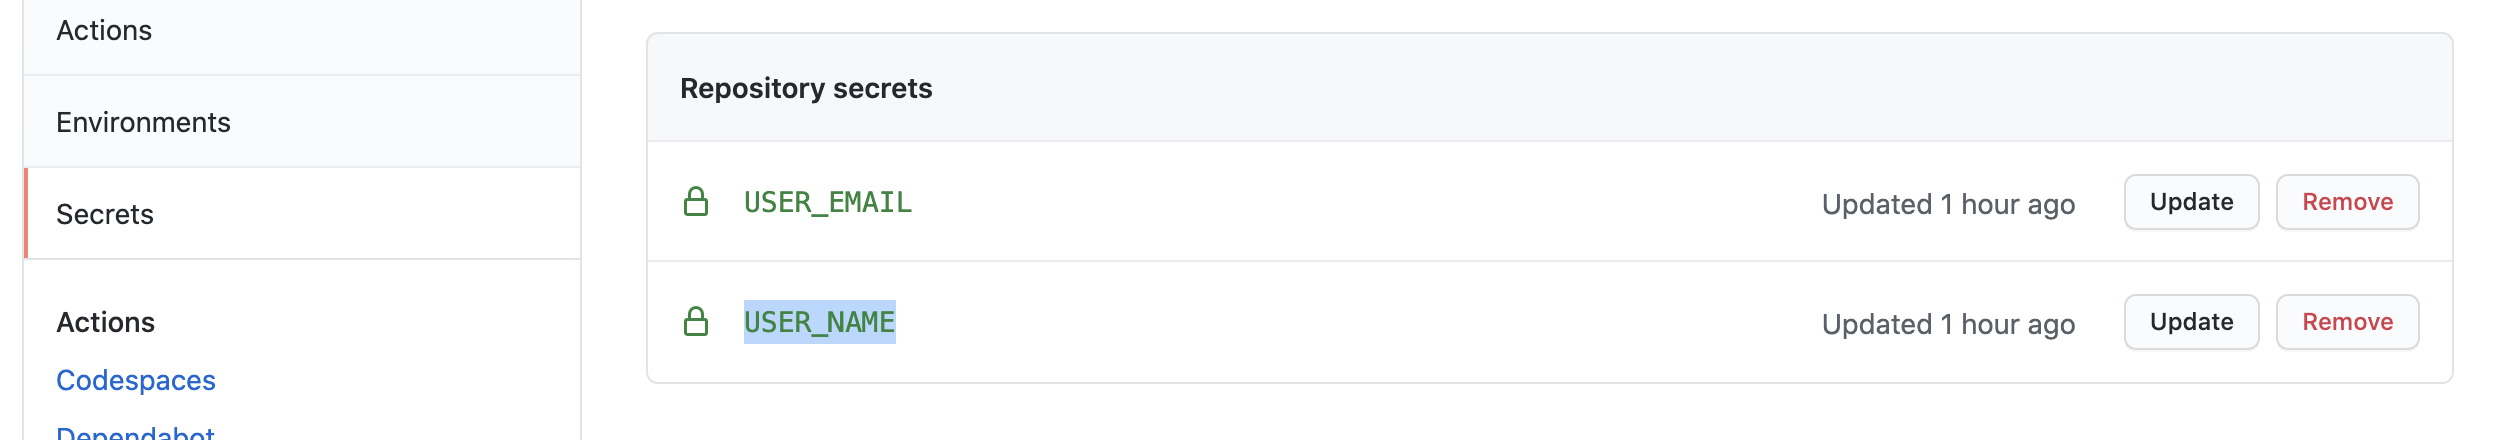 Actions
Environments
Secrets
Actions
Codespaces
Dependabot
Repository secrets
USER_EMAIL Updated 1 hour ago Update Remove
USER_NAME Updated 1 hour ago Update Remove